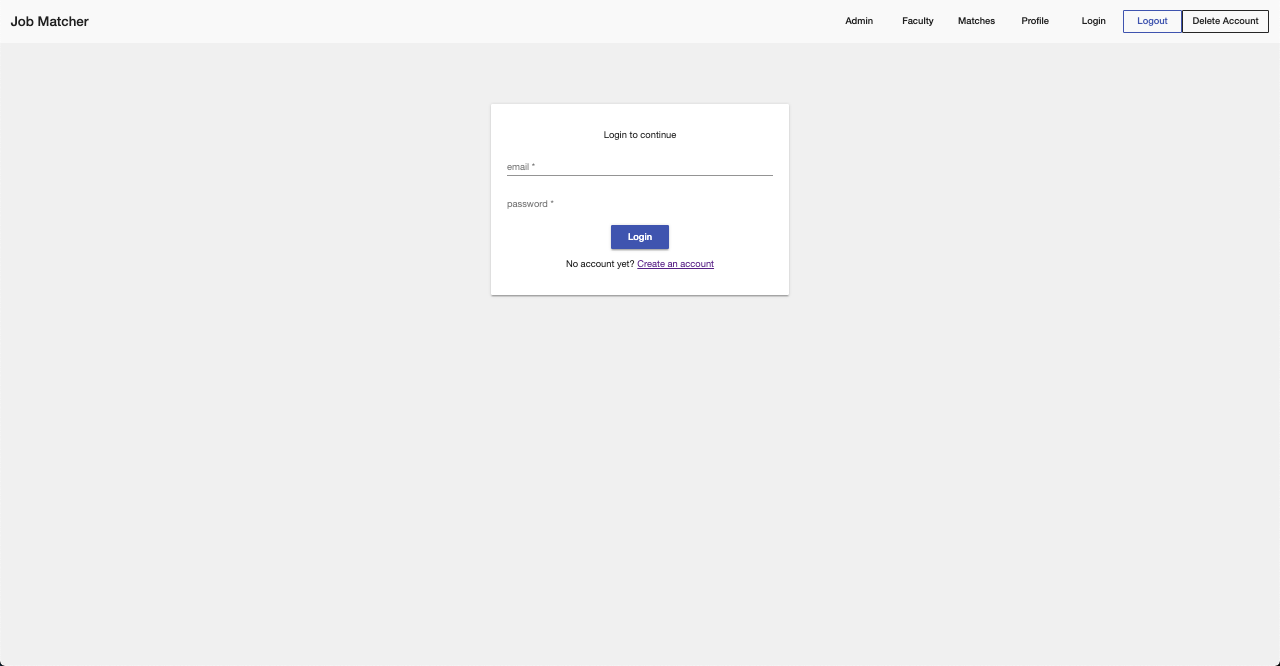 Job Matcher
Admin Faculty Matches Profile Login Logout Delete Account
Login to continue
email *
password *
Login
No account yet? Create an account